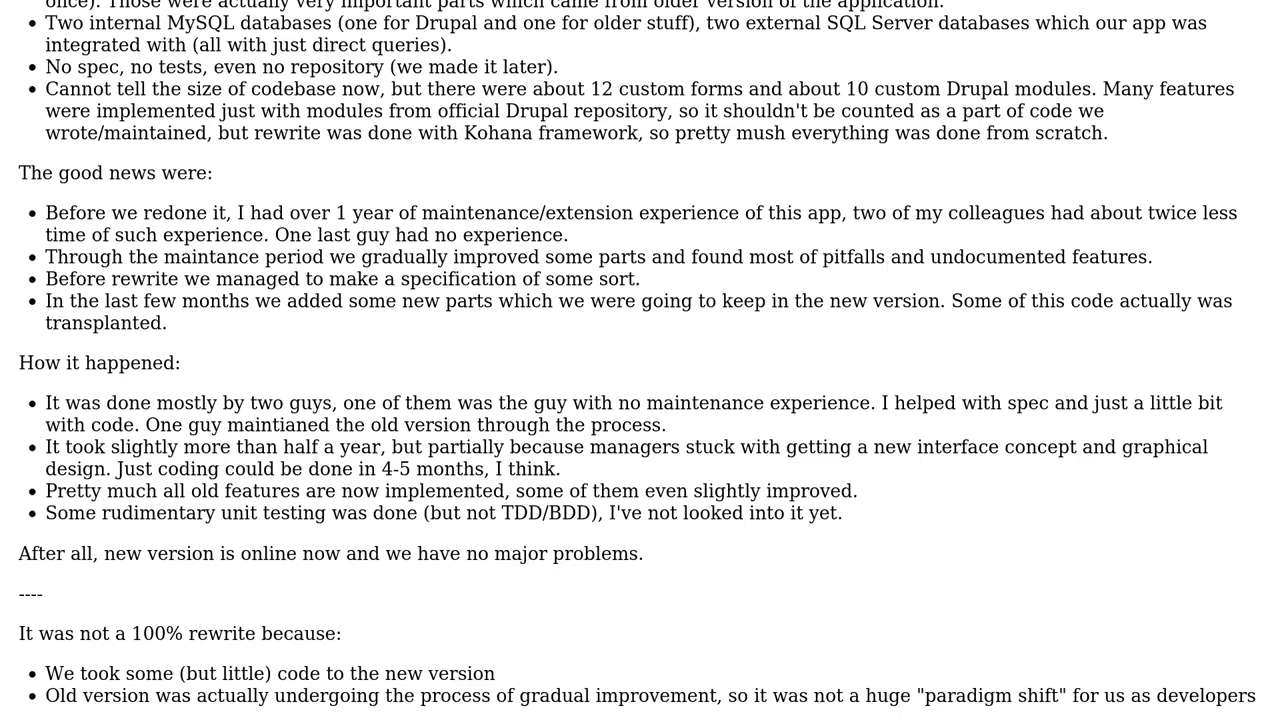 once). Those were actually very important parts which came from older version of the application.
Two internal MySQL databases (one for Drupal and one for older stuff), two external SQL Server databases which our app was
integrated with (all with just direct queries).
No spec, no tests, even no repository (we made it later).
Cannot tell the size of codebase now, but there were about 12 custom forms and about 10 custom Drupal modules. Many features
were implemented just with modules from official Drupal repository, so it shouldn't be counted as a part of code we
wrote/maintained, but rewrite was done with Kohana framework, so pretty mush everything was done from scratch.
The good news were:
Before we redone it, I had over 1 year of maintenance/extension experience of this app, two of my colleagues had about twice less
time of such experience. One last guy had no experience.
Through the maintance period we gradually improved some parts and found most of pitfalls and undocumented features.
Before rewrite we managed to make a specification of some sort.
In the last few months we added some new parts which we were going to keep in the new version. Some of this code actually was
transplanted.
How it happened:
It was done mostly by two guys, one of them was the guy with no maintenance experience. I helped with spec and just a little bit
with code. One guy maintianed the old version through the process.
It took slightly more than half a year, but partially because managers stuck with getting a new interface concept and graphical
design. Just coding could be done in 4-5 months, I think.
Pretty much all old features are now implemented, some of them even slightly improved.
Some rudimentary unit testing was done (but not TDD/BDD), I've not looked into it yet.
After all, new version is online now and we have no major problems.
----
It was not a 100% rewrite because:
We took some (but little) code to the new version
Old version was actually undergoing the process of gradual improvement, so it was not a huge "paradigm shift" for us as developers